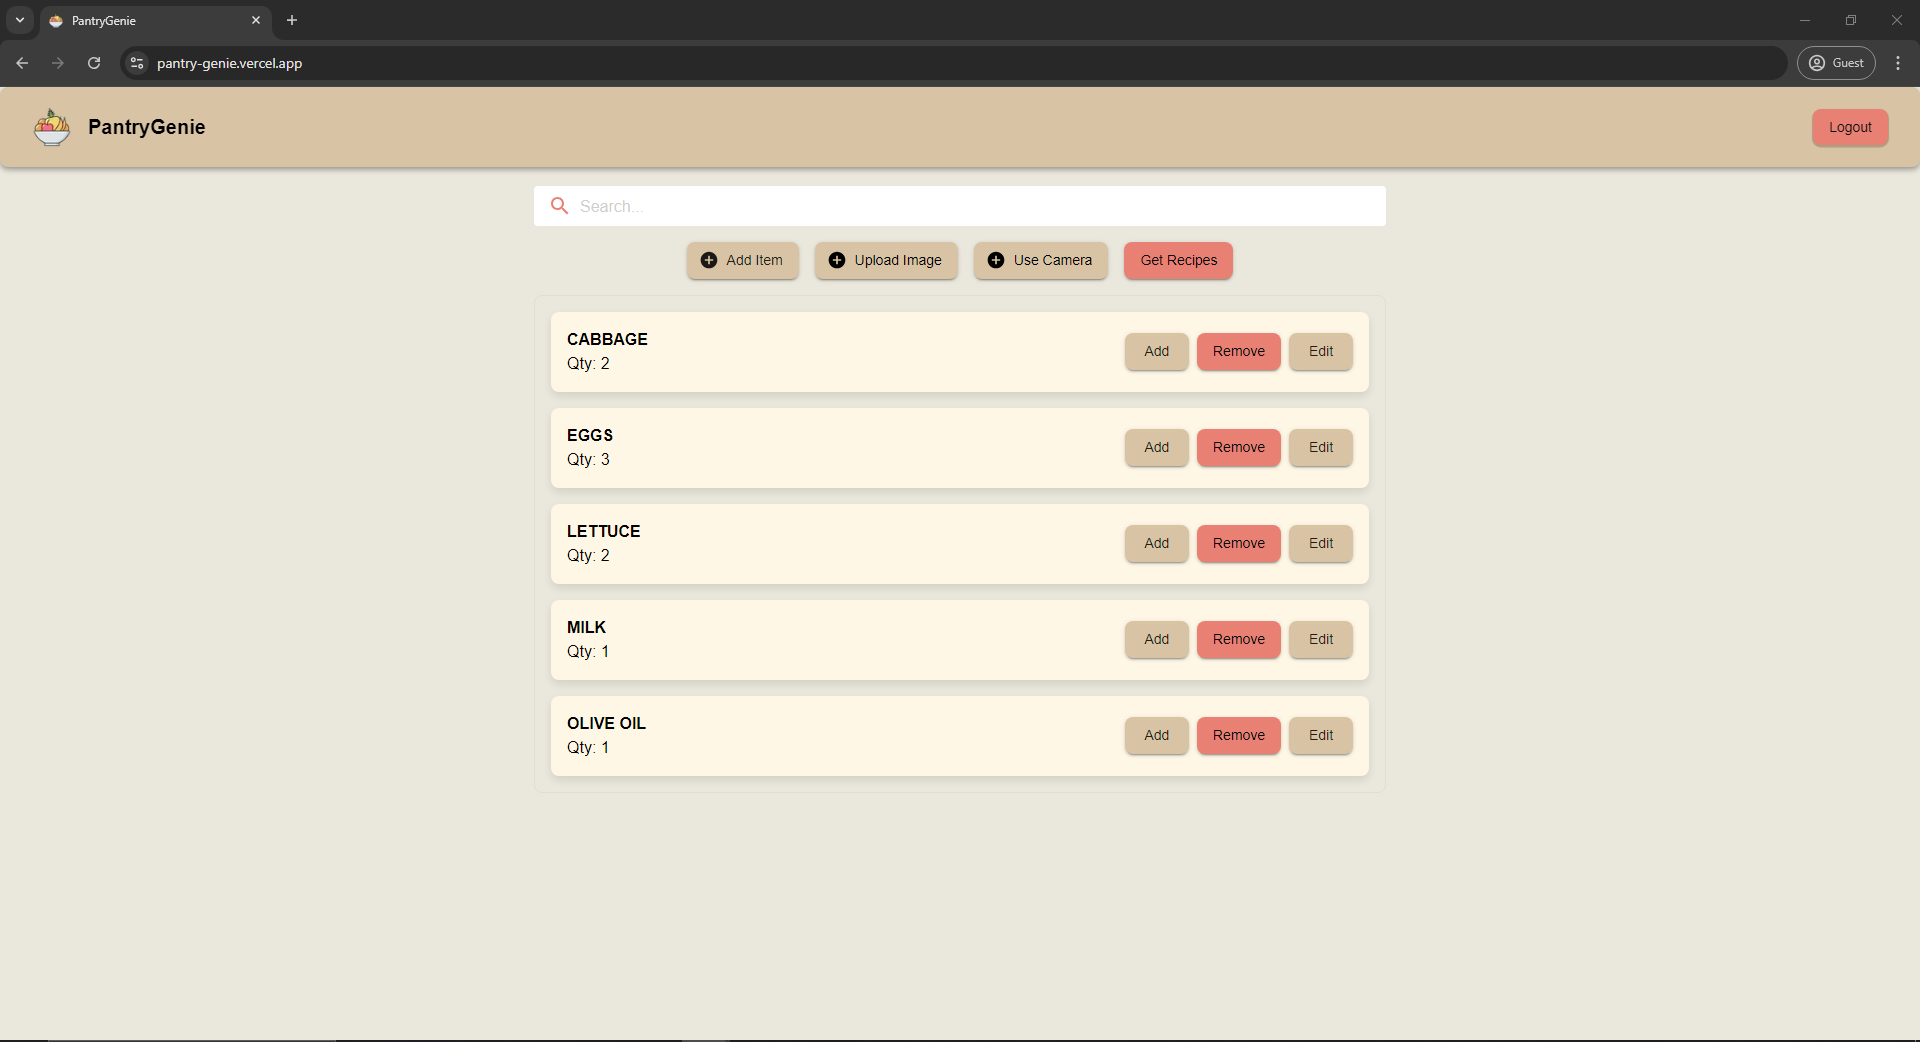 PantryGenie
pantry-genie.vercel.app
Guest
PantryGenie
Logout
Search...
Add Item
Upload Image
Use Camera
Get Recipes
CABBAGE
Qty: 2
Add
Remove
Edit
EGGS
Qty: 3
Add
Remove
Edit
LETTUCE
Qty: 2
Add
Remove
Edit
MILK
Qty: 1
Add
Remove
Edit
OLIVE OIL
Qty: 1
Add
Remove
Edit